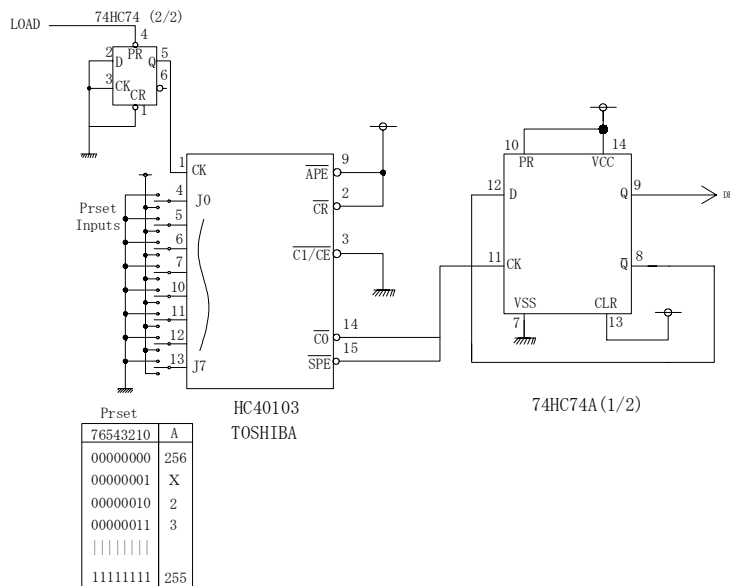 74HC74 (2/2)
LOAD
4
2
D
PR
Q
5
3
CK
6
CR
1
1
CK
9
APE
4
J0
2
CR
Prset
Inputs
5
6
3
C1/CE
7
10
11
14
C0
12
15
SPE
13
J7
HC40103
TOSHIBA
10
14
PR
VCC
12
D
Q
9
11
CK
Q
8
VSS
CLR
7
13
74HC74A(1/2)
Prset
76543210 A
00000000 256
00000001 X
00000010 2
00000011 3
||||||||
11111111 255